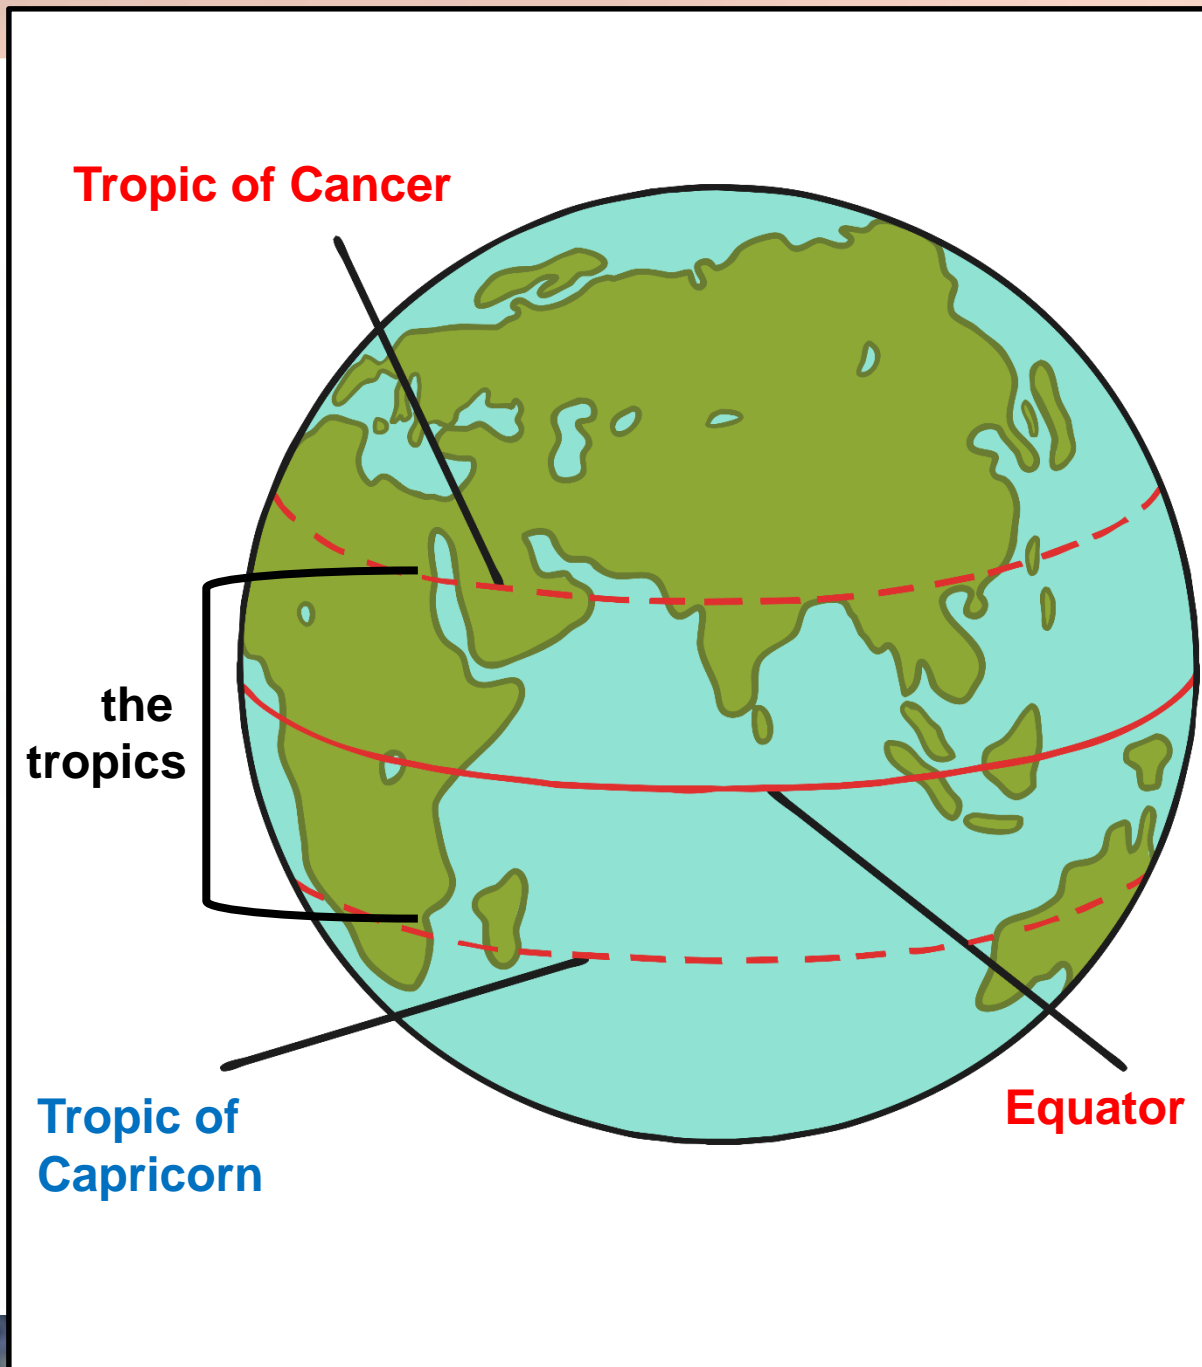 Tropic of Cancer
the
tropics
Tropic of
Capricorn
Equator